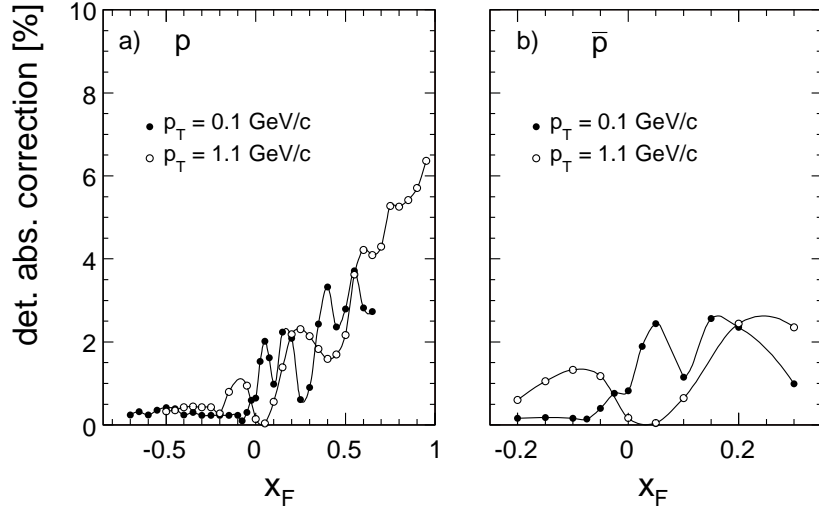 det. abs. correction [%]
10
8
6
4
2
0
a) p
p_T = 0.1 GeV/c
p_T = 1.1 GeV/c
-0.5 0 0.5 1
x_F
b) p̅
p_T = 0.1 GeV/c
p_T = 1.1 GeV/c
-0.2 0 0.2
x_F